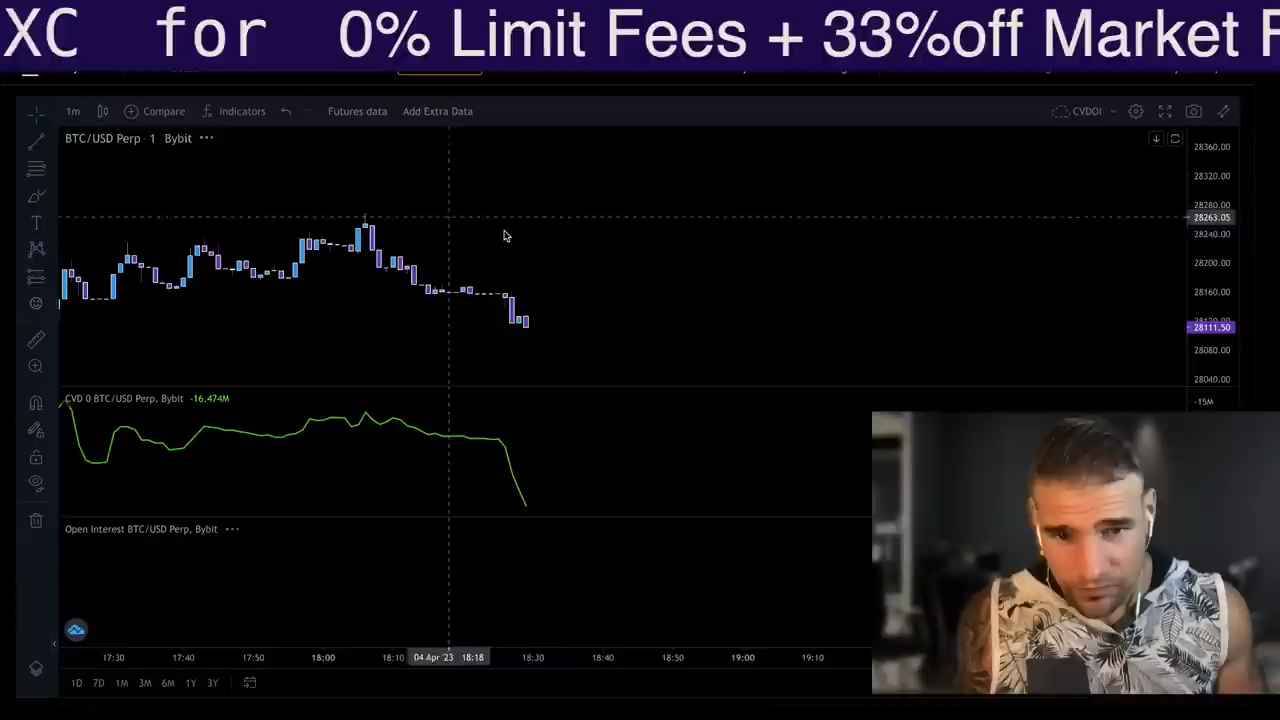 XC for 0% Limit Fees + 33%off Market F
1m Compare Indicators Futures data Add Extra Data CVDOI
BTC/USD Perp · 1 Bybit ···
28360.00
28320.00
28280.00
28263.05
28240.00
28200.00
28160.00
28111.50
28080.00
28040.00
CVD 0 BTC/USD Perp, Bybit -16.474M
-15M
Open Interest BTC/USD Perp, Bybit ···
17:30 17:40 17:50 18:00 18:10 04 Apr '23 18:18 18:30 18:40 18:50 19:00 19:10
1D 7D 1M 3M 6M 1Y 3Y